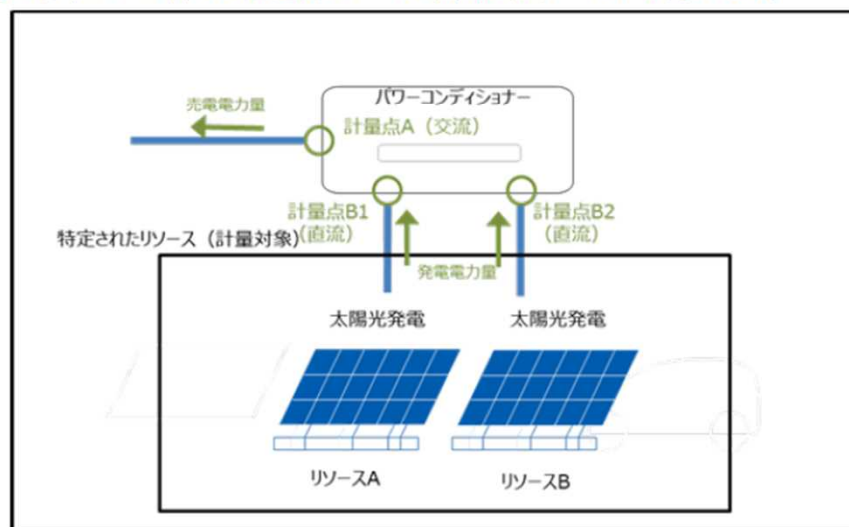 パワーコンディショナー
売電電力量
計量点A（交流）
計量点B1
（直流）
計量点B2
（直流）
特定されたリソース（計量対象）
発電電力量
太陽光発電
太陽光発電
リソースA
リソースB